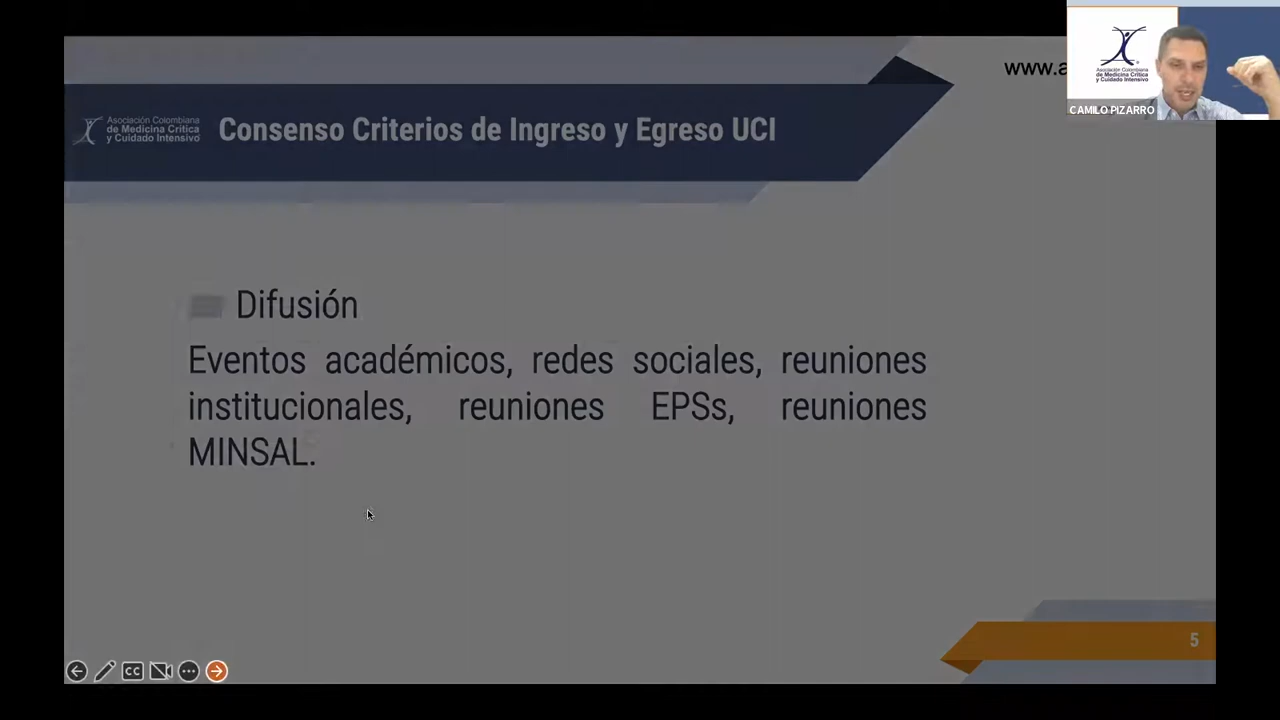 www.a
Asociación Colombiana
de Medicina Crítica
y Cuidado Intensivo
CAMILO PIZARRO
Asociación Colombiana
de Medicina Crítica
y Cuidado Intensivo
Consenso Criterios de Ingreso y Egreso UCI
Difusión
Eventos académicos, redes sociales, reuniones
institucionales, reuniones EPSs, reuniones
MINSAL.
CC
5